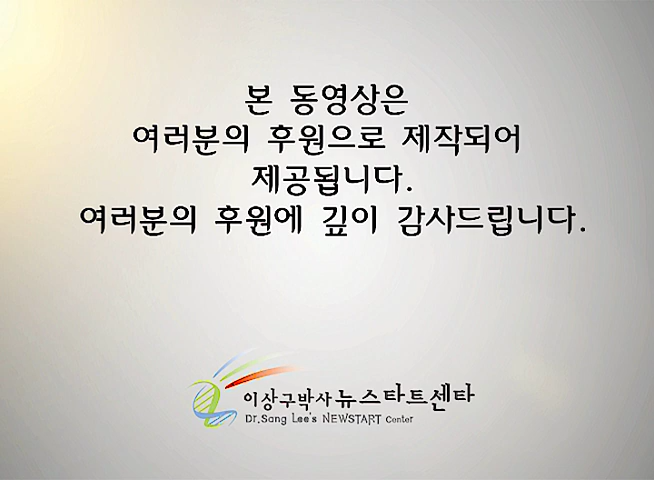 본 동영상은
여러분의 후원으로 제작되어
제공됩니다.
여러분의 후원에 깊이 감사드립니다.
이상구박사 뉴스타트센타
Dr.Sang Lee's NEWSTART Center